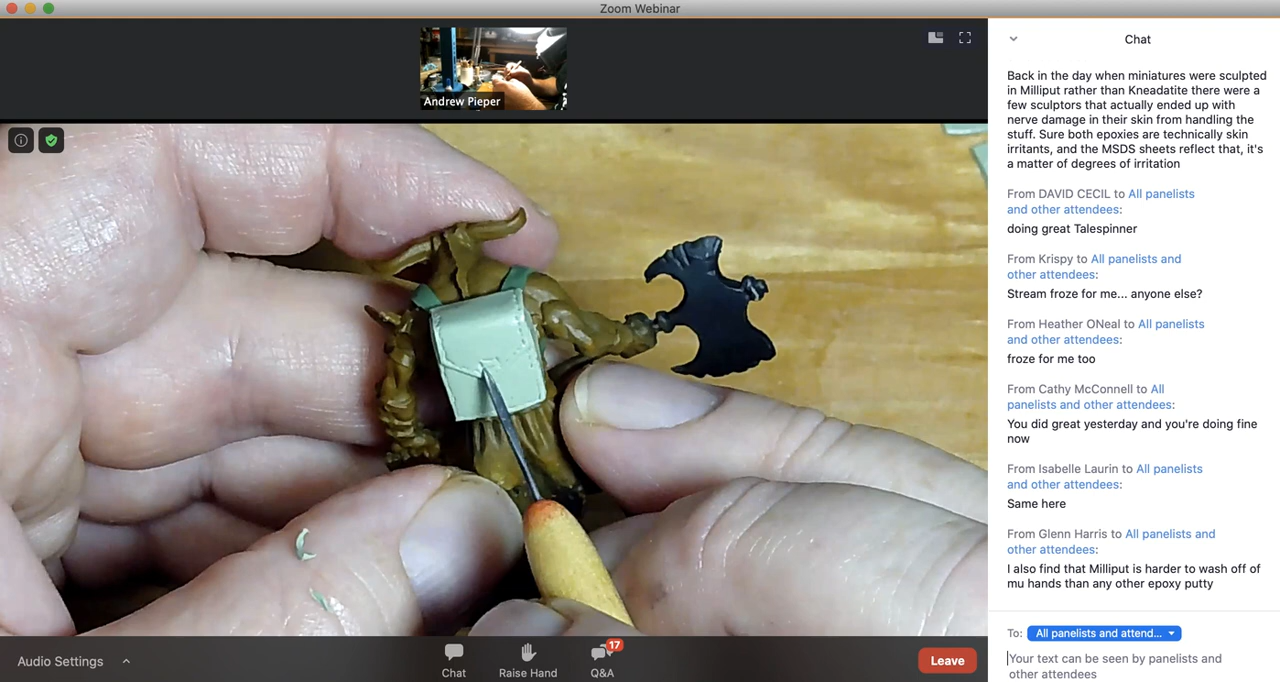 Zoom Webinar
Andrew Pieper
Chat
Back in the day when miniatures were sculpted
in Milliput rather than Kneadatite there were a
few sculptors that actually ended up with
nerve damage in their skin from handling the
stuff. Sure both epoxies are technically skin
irritants, and the MSDS sheets reflect that, it's
a matter of degrees of irritation
From DAVID CECIL to All panelists
and other attendees:
doing great Talespinner
From Krispy to All panelists and
other attendees:
Stream froze for me... anyone else?
From Heather ONeal to All panelists
and other attendees:
froze for me too
From Cathy McConnell to All
panelists and other attendees:
You did great yesterday and you're doing fine
now
From Isabelle Laurin to All panelists
and other attendees:
Same here
From Glenn Harris to All panelists and
other attendees:
I also find that Milliput is harder to wash off of
mu hands than any other epoxy putty
To: All panelists and attend...
Your text can be seen by panelists and
other attendees
Audio Settings
Chat
Raise Hand
17
Q&A
Leave